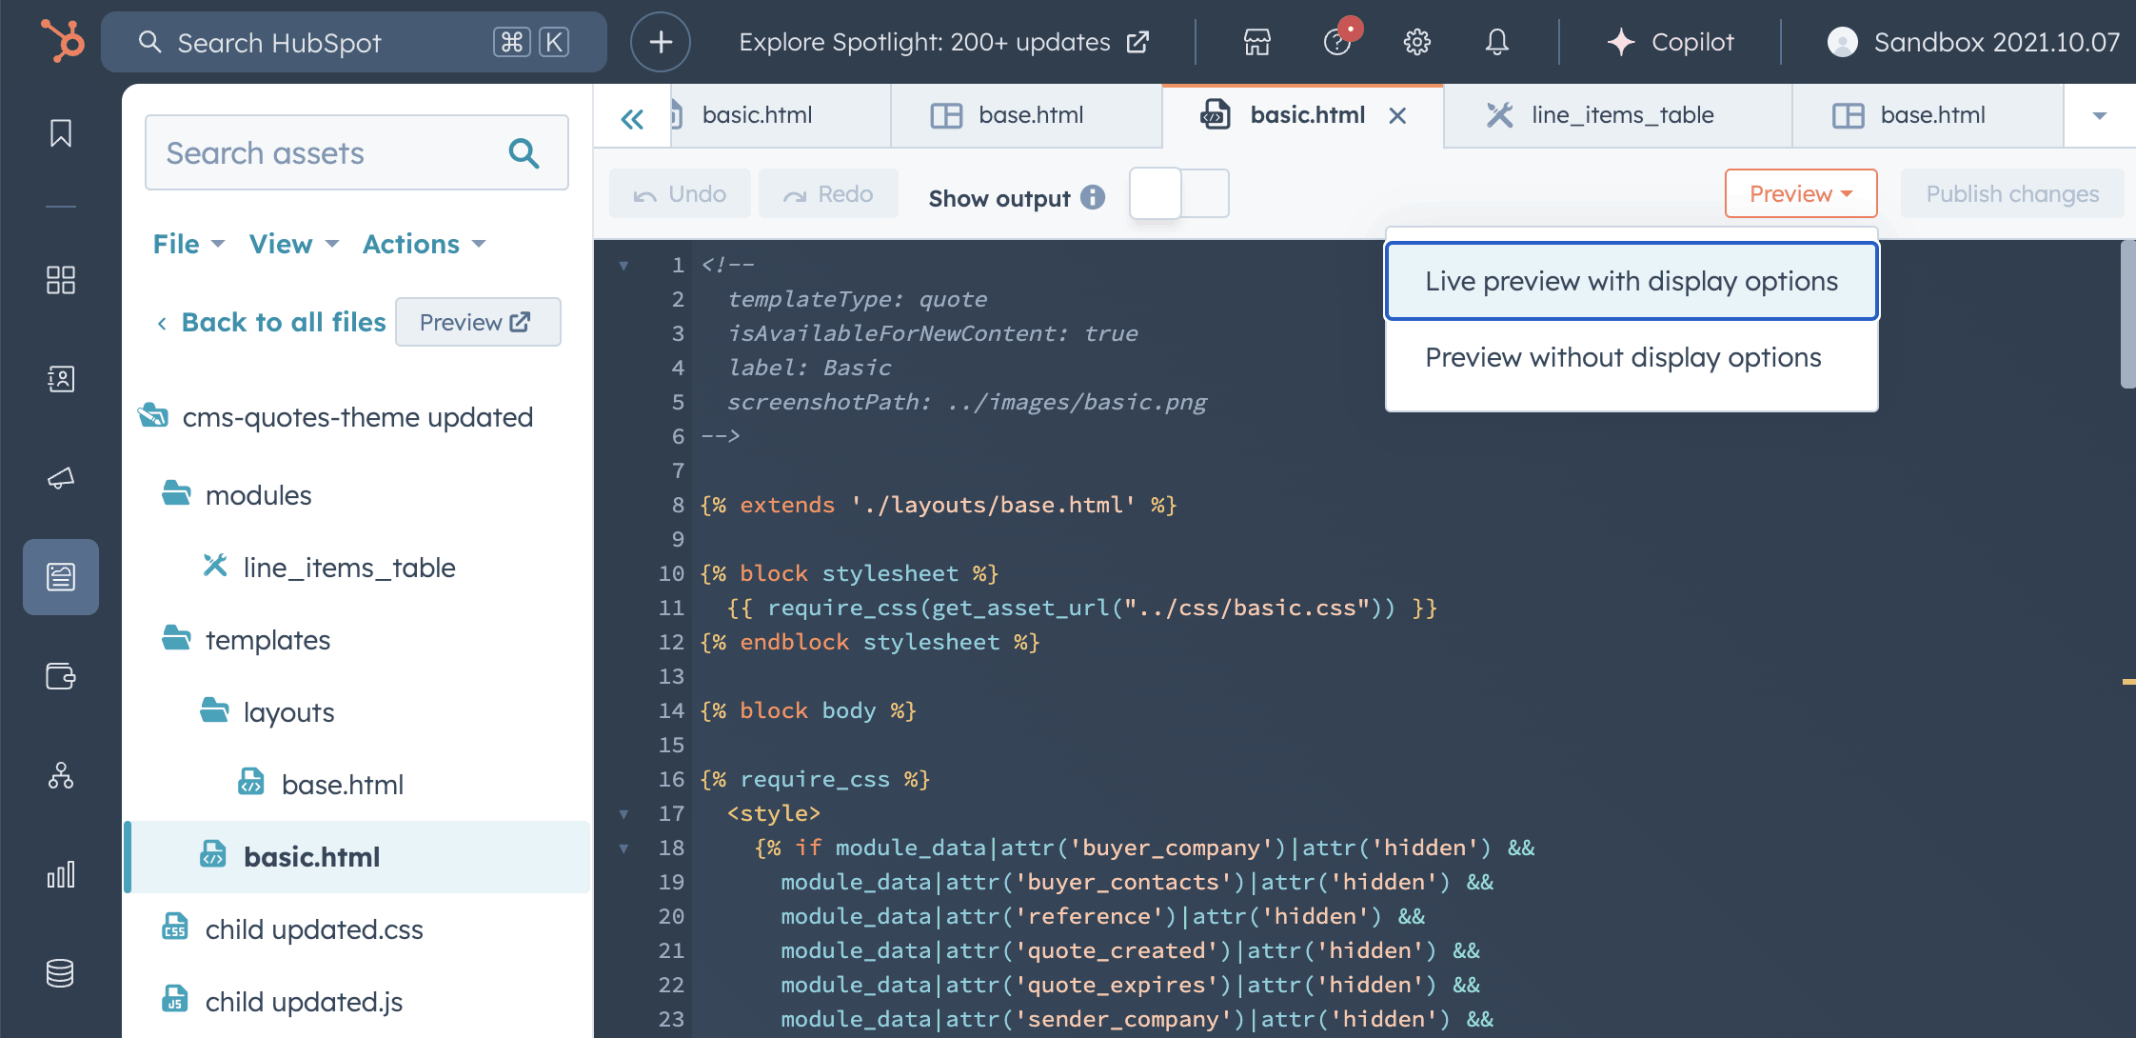 Search HubSpot ⌘ K
Explore Spotlight: 200+ updates
Copilot
Sandbox 2021.10.07
Search assets
File View Actions
Back to all files
Preview
cms-quotes-theme updated
modules
line_items_table
templates
layouts
base.html
basic.html
child updated.css
child updated.js
basic.html
base.html
basic.html
line_items_table
base.html
Undo
Redo
Show output
Preview
Publish changes
Live preview with display options
Preview without display options
1 <!--
2 templateType: quote
3 isAvailableForNewContent: true
4 label: Basic
5 screenshotPath: ../images/basic.png
6 -->
7
8 {% extends './layouts/base.html' %}
9
10 {% block stylesheet %}
11 {{ require_css(get_asset_url("../css/basic.css")) }}
12 {% endblock stylesheet %}
13
14 {% block body %}
15
16 {% require_css %}
17 <style>
18 {% if module_data|attr('buyer_company')|attr('hidden') &&
19 module_data|attr('buyer_contacts')|attr('hidden') &&
20 module_data|attr('reference')|attr('hidden') &&
21 module_data|attr('quote_created')|attr('hidden') &&
22 module_data|attr('quote_expires')|attr('hidden') &&
23 module_data|attr('sender_company')|attr('hidden') &&